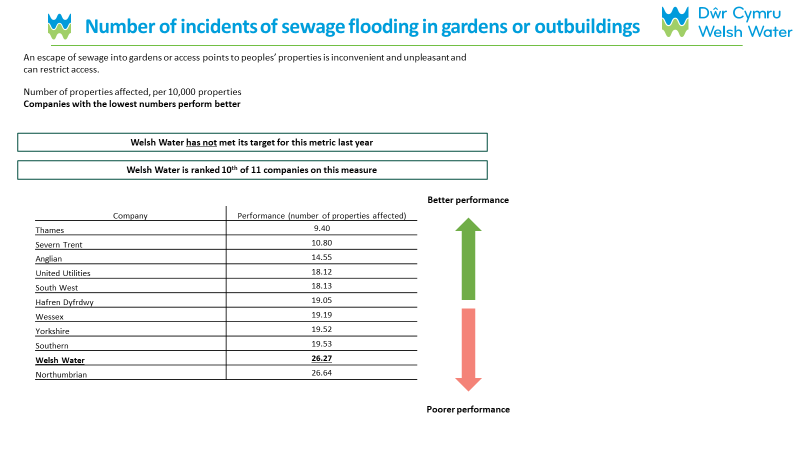 Number of incidents of sewage flooding in gardens or outbuildings
Dŵr Cymru
Welsh Water
An escape of sewage into gardens or access points to peoples' properties is inconvenient and unpleasant and
can restrict access.
Number of properties affected, per 10,000 properties
Companies with the lowest numbers perform better
Welsh Water has not met its target for this metric last year
Welsh Water is ranked 10th of 11 companies on this measure
Better performance
Company Performance (number of properties affected)
Thames 9.40
Severn Trent 10.80
Anglian 14.55
United Utilities 18.12
South West 18.13
Hafren Dyfrdwy 19.05
Wessex 19.19
Yorkshire 19.52
Southern 19.53
Welsh Water 26.27
Northumbrian 26.64
Poorer performance